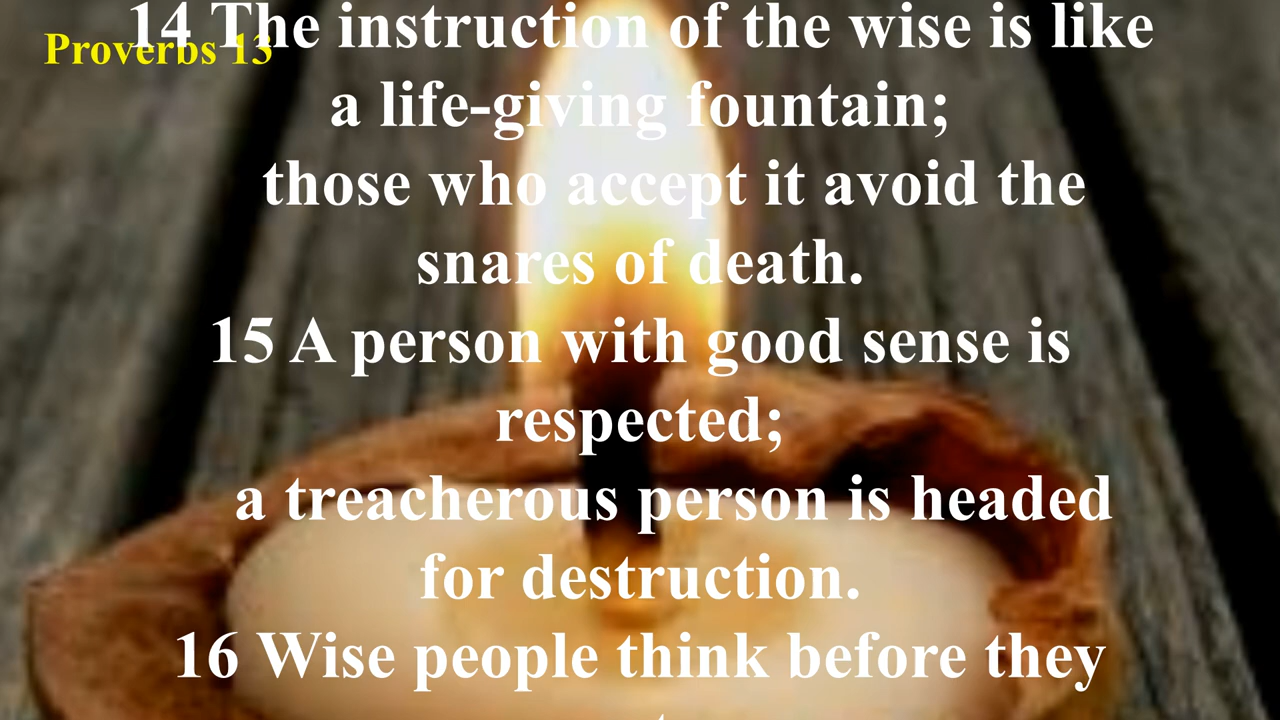 Proverbs 13
14 The instruction of the wise is like
a life-giving fountain;
those who accept it avoid the
snares of death.
15 A person with good sense is
respected;
a treacherous person is headed
for destruction.
16 Wise people think before they